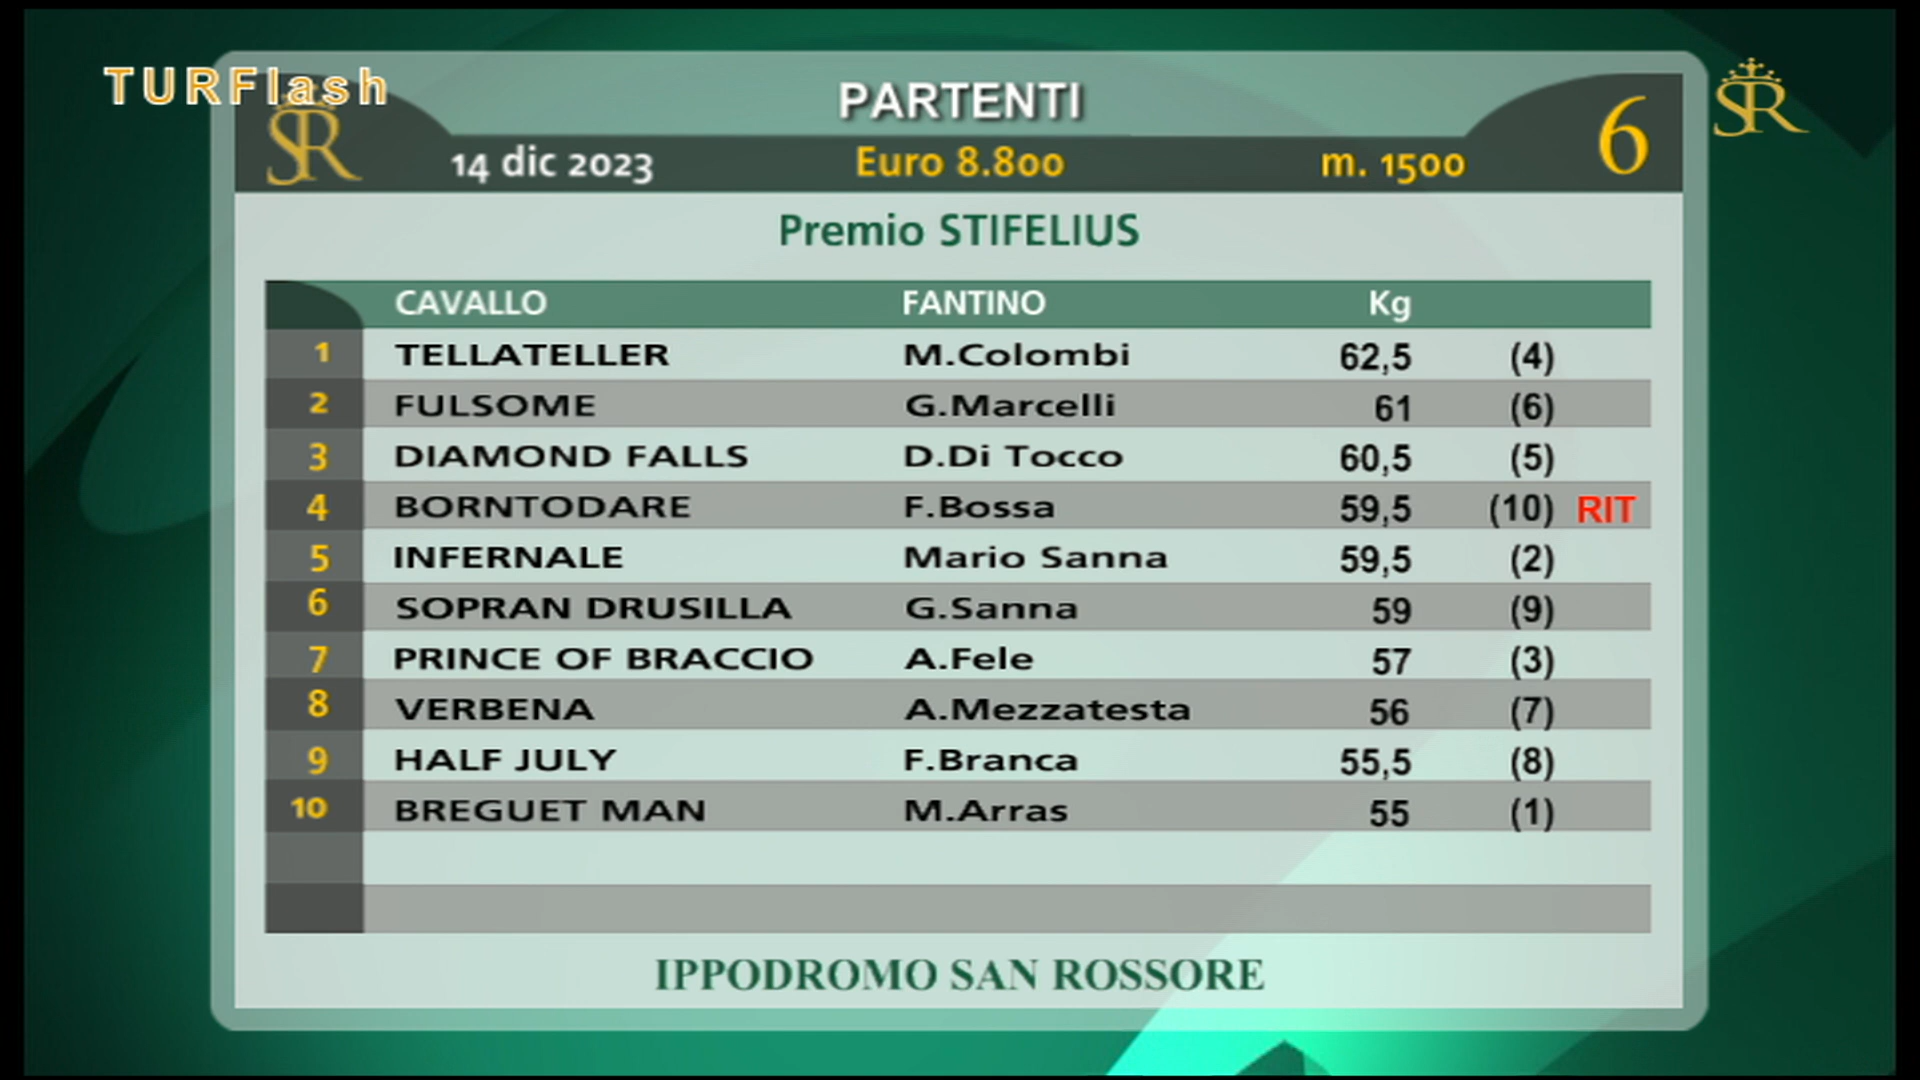 TURFlash
PARTENTI
SR
6
SR
14 dic 2023 Euro 8.800 m. 1500
Premio STIFELIUS
CAVALLO FANTINO Kg
1 TELLATELLER M.Colombi 62,5 (4)
2 FULSOME G.Marcelli 61 (6)
3 DIAMOND FALLS D.Di Tocco 60,5 (5)
4 BORNTODARE F.Bossa 59,5 (10) RIT
5 INFERNALE Mario Sanna 59,5 (2)
6 SOPRAN DRUSILLA G.Sanna 59 (9)
7 PRINCE OF BRACCIO A.Fele 57 (3)
8 VERBENA A.Mezzatesta 56 (7)
9 HALF JULY F.Branca 55,5 (8)
10 BREGUET MAN M.Arras 55 (1)
IPPODROMO SAN ROSSORE